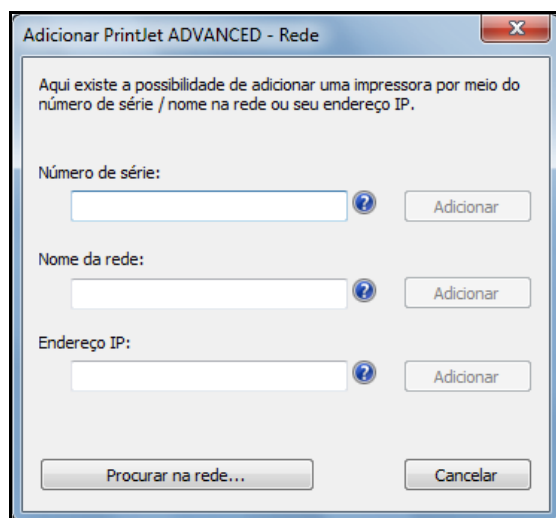 Adicionar PrintJet ADVANCED - Rede
Aqui existe a possibilidade de adicionar uma impressora por meio do
número de série / nome na rede ou seu endereço IP.
Número de série:
Adicionar
Nome da rede:
Adicionar
Endereço IP:
Adicionar
Procurar na rede... Cancelar